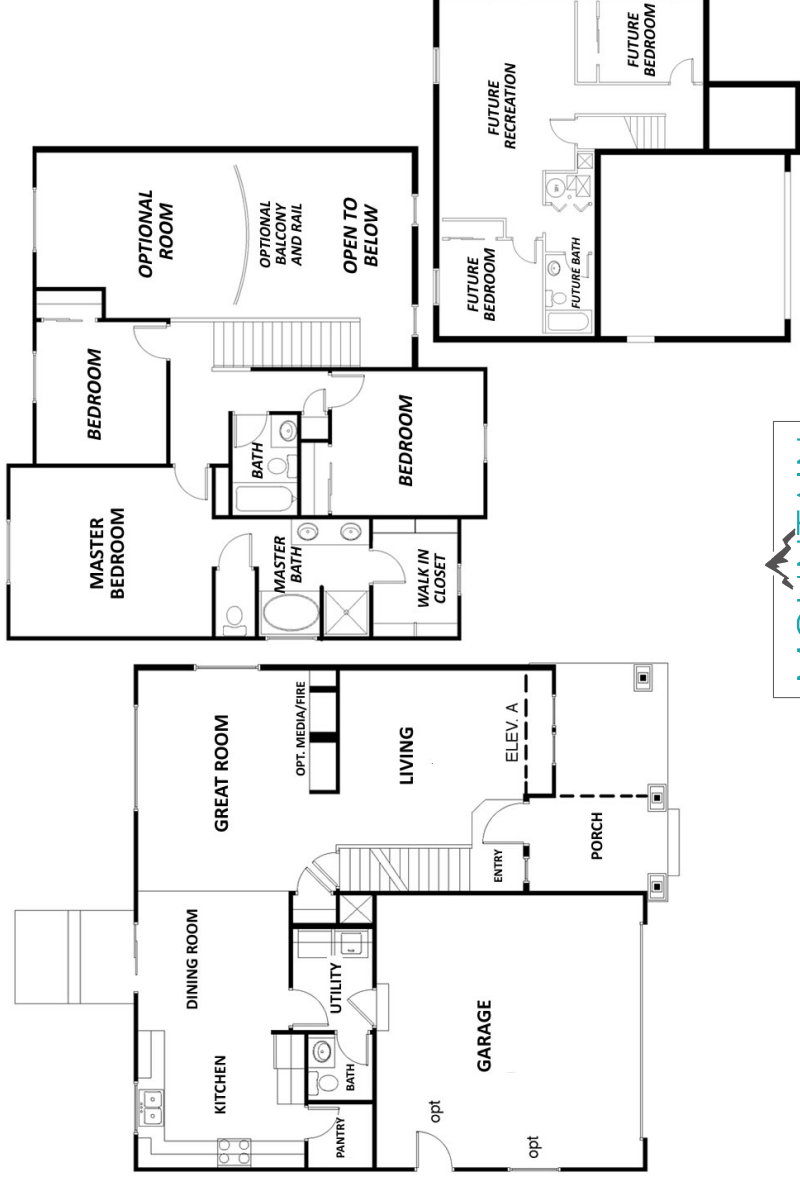 FUTURE
BEDROOM
FUTURE
RECREATION
FUTURE
BEDROOM
FUTURE BATH
OPTIONAL
ROOM
OPTIONAL
BALCONY
AND RAIL
OPEN TO
BELOW
BEDROOM
BATH
BEDROOM
MASTER
BEDROOM
MASTER
BATH
WALK IN
CLOSET
GREAT ROOM
OPT. MEDIA/FIRE
LIVING
ELEV. A
PORCH
ENTRY
DINING ROOM
UTILITY
KITCHEN
BATH
PANTRY
GARAGE
opt
opt